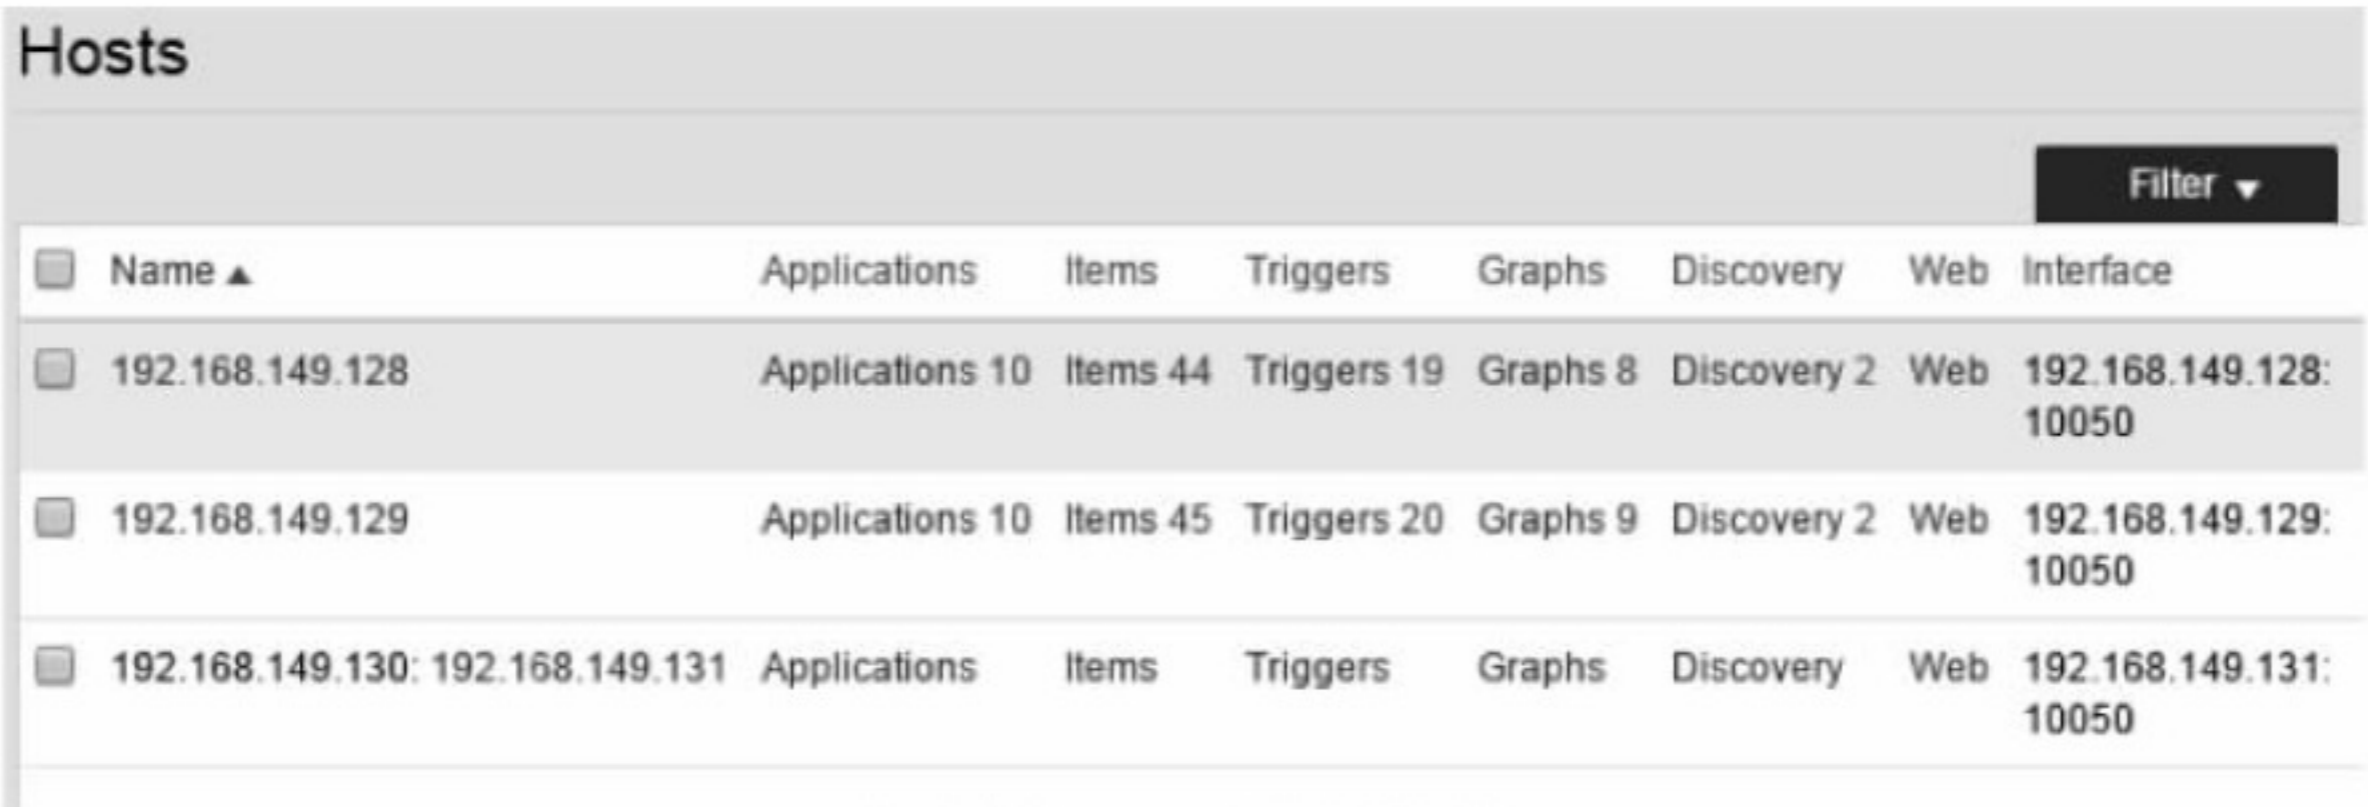 Hosts
Filter ▼
Name ▲ Applications Items Triggers Graphs Discovery Web Interface
192.168.149.128 Applications 10 Items 44 Triggers 19 Graphs 8 Discovery 2 Web 192.168.149.128:
10050
192.168.149.129 Applications 10 Items 45 Triggers 20 Graphs 9 Discovery 2 Web 192.168.149.129:
10050
192.168.149.130: 192.168.149.131 Applications Items Triggers Graphs Discovery Web 192.168.149.131:
10050